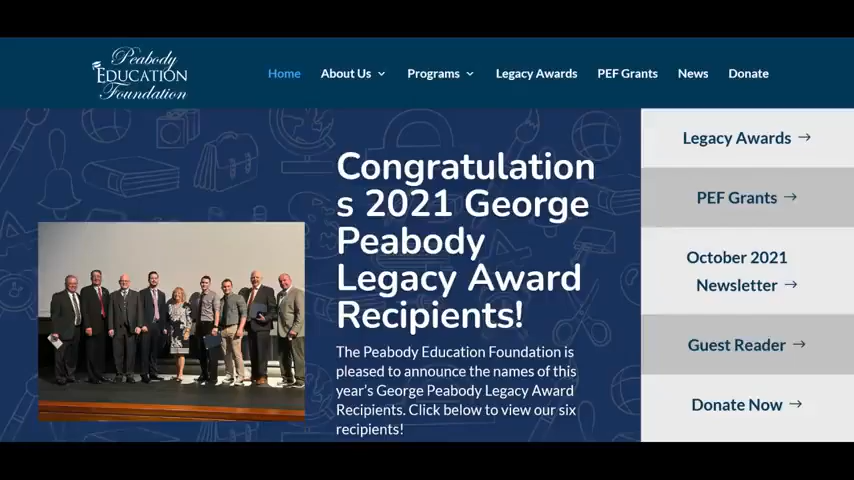 Peabody
EDUCATION
Foundation
Home About Us Programs Legacy Awards PEF Grants News Donate
Congratulation
s 2021 George
Peabody
Legacy Award
Recipients!
The Peabody Education Foundation is
pleased to announce the names of this
year's George Peabody Legacy Award
Recipients. Click below to view our six
recipients!
Legacy Awards →
PEF Grants →
October 2021
Newsletter →
Guest Reader →
Donate Now →